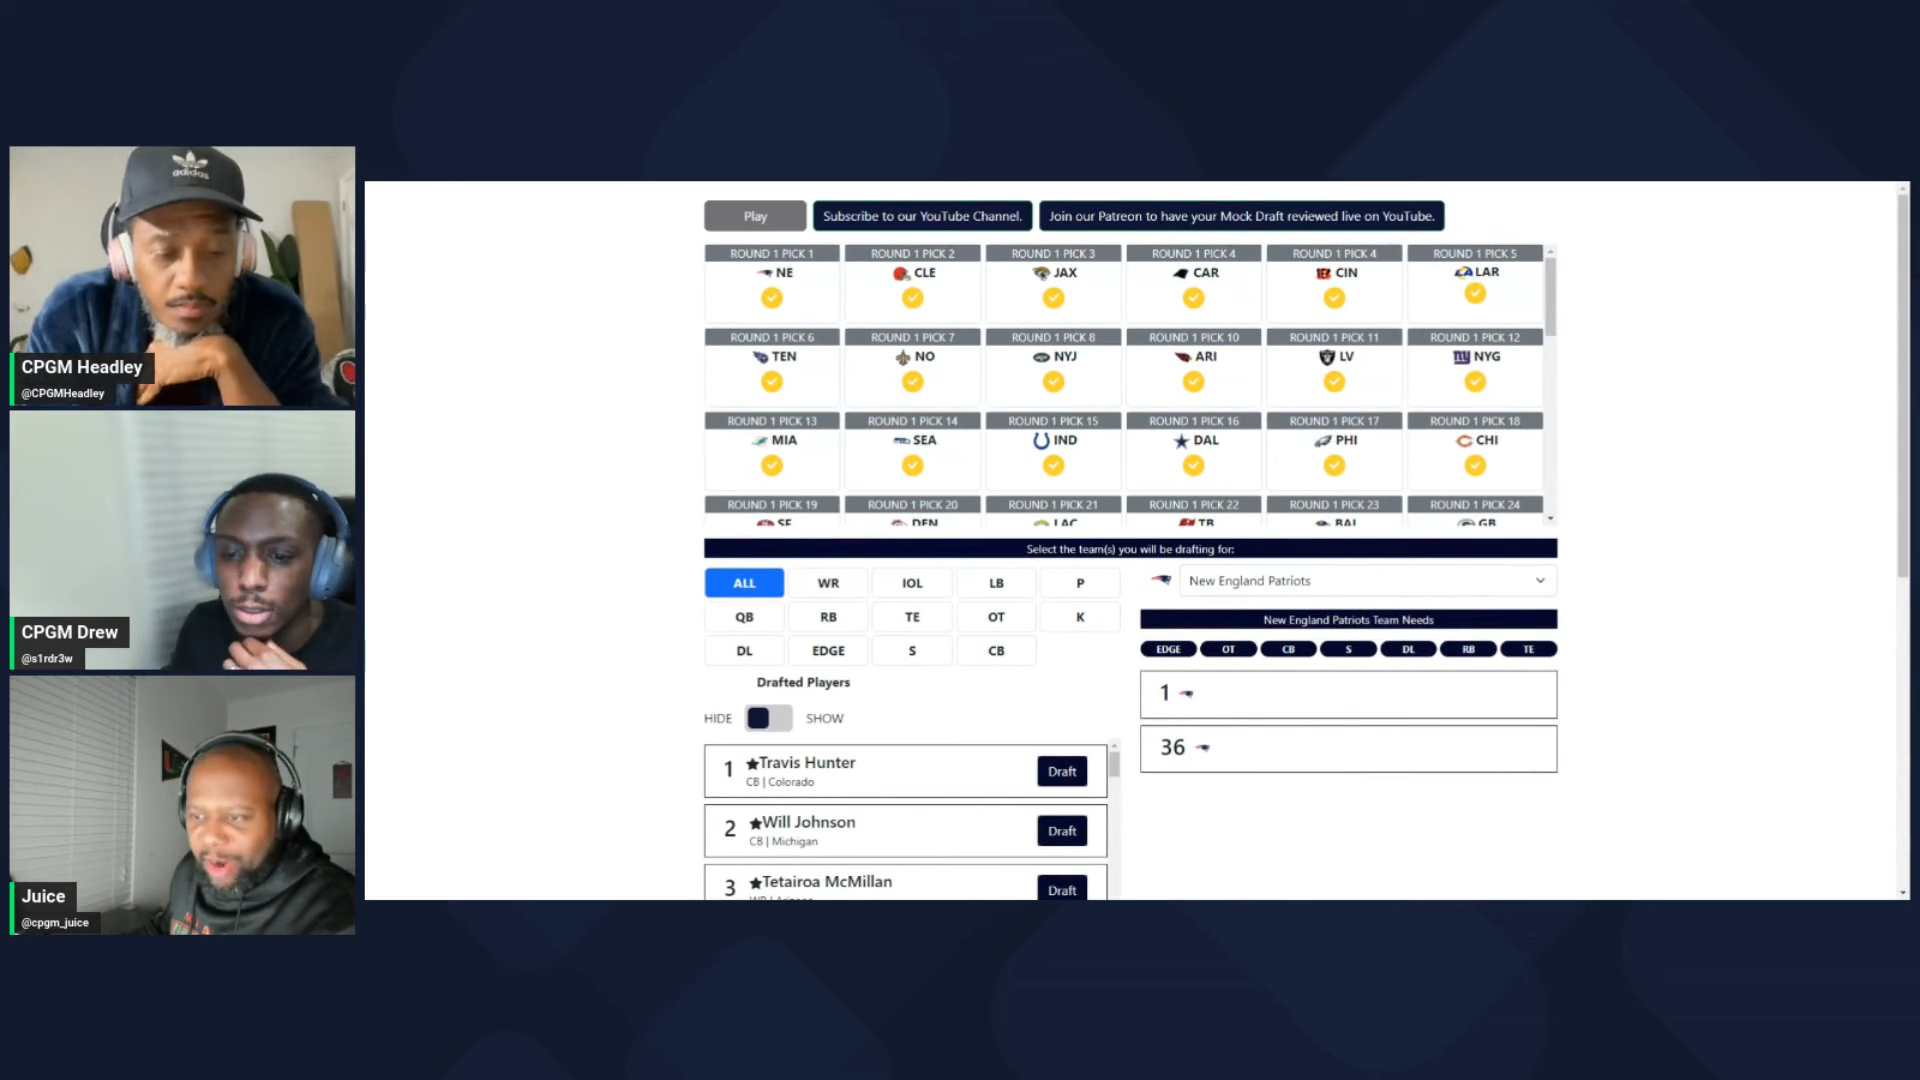 adidas
CPGM Headley
@CPGMHeadley
CPGM Drew
@s1rdr3w
Juice
@cpgm_juice
Play
Subscribe to our YouTube Channel.
Join our Patreon to have your Mock Draft reviewed live on YouTube.
ROUND 1 PICK 1
NE
ROUND 1 PICK 2
CLE
ROUND 1 PICK 3
JAX
ROUND 1 PICK 4
CAR
ROUND 1 PICK 4
CIN
ROUND 1 PICK 5
LAR
ROUND 1 PICK 6
TEN
ROUND 1 PICK 7
NO
ROUND 1 PICK 8
NYJ
ROUND 1 PICK 10
ARI
ROUND 1 PICK 11
LV
ROUND 1 PICK 12
NYG
ROUND 1 PICK 13
MIA
ROUND 1 PICK 14
SEA
ROUND 1 PICK 15
IND
ROUND 1 PICK 16
DAL
ROUND 1 PICK 17
PHI
ROUND 1 PICK 18
CHI
ROUND 1 PICK 19
SF
ROUND 1 PICK 20
DEN
ROUND 1 PICK 21
LAC
ROUND 1 PICK 22
TB
ROUND 1 PICK 23
BAL
ROUND 1 PICK 24
GB
Select the team(s) you will be drafting for:
ALL WR IOL LB P
QB RB TE OT K
DL EDGE S CB
Drafted Players
HIDE SHOW
1 ★Travis Hunter
CB | Colorado
Draft
2 ★Will Johnson
CB | Michigan
Draft
3 ★Tetairoa McMillan
WR | Arizona
Draft
New England Patriots
New England Patriots Team Needs
EDGE OT CB S DL RB TE
1
36